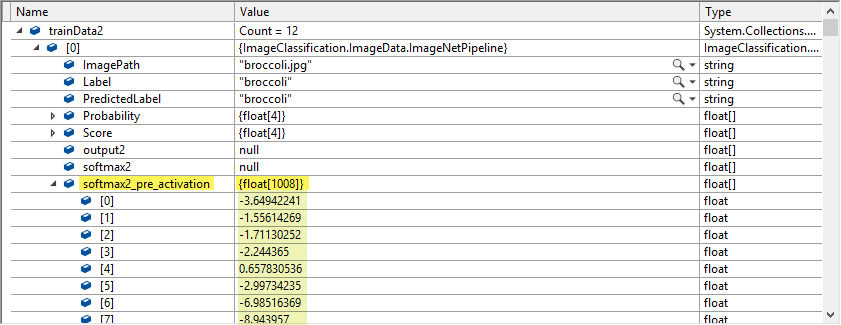 Name Value Type
trainData2 Count = 12 System.Collections....
[0] {ImageClassification.ImageData.ImageNetPipeline} ImageClassification....
ImagePath "broccoli.jpg" string
Label "broccoli" string
PredictedLabel "broccoli" string
Probability {float[4]} float[]
Score {float[4]} float[]
output2 null float[]
softmax2 null float[]
softmax2_pre_activation {float[1008]} float[]
[0] -3.64942241 float
[1] -1.55614269 float
[2] -1.71130252 float
[3] -2.244365 float
[4] 0.657830536 float
[5] -2.99734235 float
[6] -6.98516369 float
[7] -8.943957 float